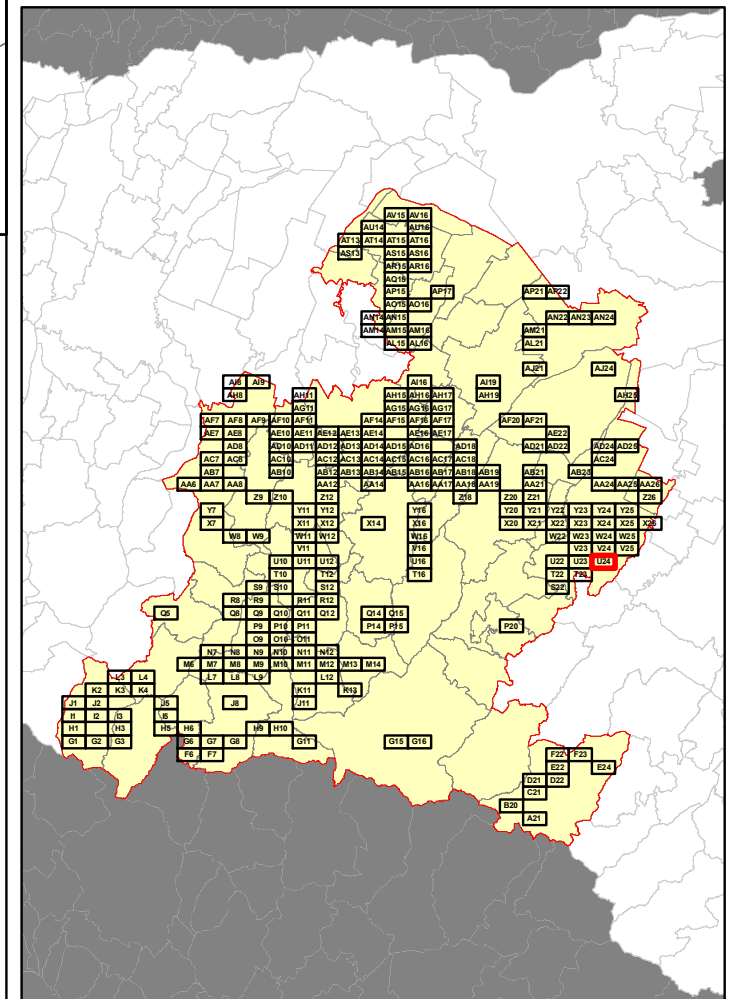 AV15 AV16
AU14 AU16
AT13 AT14 AT15 AT16
AS13 AS15 AS16
AR15 AR16
AQ15
AP15 AP17 AP21 AP22
AO15 AO16
AN14 AN15 AN22 AN23 AN24
AM14 AM15 AM16 AM21
AL15 AL16 AL21
AJ21 AJ24
AI8 AI9 AI16 AI19
AH8 AH11 AH15 AH16 AH17 AH19 AH25
AG11 AG15 AG16 AG17
AF7 AF8 AF9 AF10 AF11 AF14 AF15 AF16 AF17 AF20 AF21
AE7 AE8 AE10 AE11 AE12 AE13 AE14 AE16 AE17 AE22
AD8 AD10 AD11 AD12 AD13 AD14 AD15 AD16 AD18 AD21 AD22 AD24 AD25
AC7 AC8 AC10 AC12 AC13 AC14 AC15 AC16 AC17 AC18 AC24
AB7 AB10 AB12 AB13 AB14 AB15 AB16 AB17 AB18 AB19 AB21 AB23
AA6 AA7 AA8 AA12 AA14 AA16 AA17 AA18 AA19 AA21 AA24 AA25 AA26
Z9 Z10 Z12 Z18 Z20 Z21 Z26
Y7 Y11 Y12 Y16 Y20 Y21 Y22 Y23 Y24 Y25
X7 X11 X12 X14 X16 X20 X21 X22 X23 X24 X25 X26
W8 W9 W11 W12 W16 W22 W23 W24 W25
V11 V16 V23 V24 V25
U10 U11 U12 U16 U22 U23 U24
T10 T12 T16 T22 T23
S9 S10 S12 S22
R8 R9 R11 R12
Q5 Q8 Q9 Q10 Q11 Q12 Q14 Q15
P9 P10 P11 P14 P15 P20
O9 O10 O11
N7 N8 N9 N10 N11 N12
M6 M7 M8 M9 M10 M11 M12 M13 M14
L3 L4 L7 L8 L9 L12
K2 K3 K4 K11 K13
J1 J2 J5 J8 J11
I1 I2 I3 I5
H1 H3 H5 H6 H9 H10
G1 G2 G3 G6 G7 G8 G11 G15 G16
F6 F7 F22 F23
E22 E24
D21 D22
C21
B20
A21